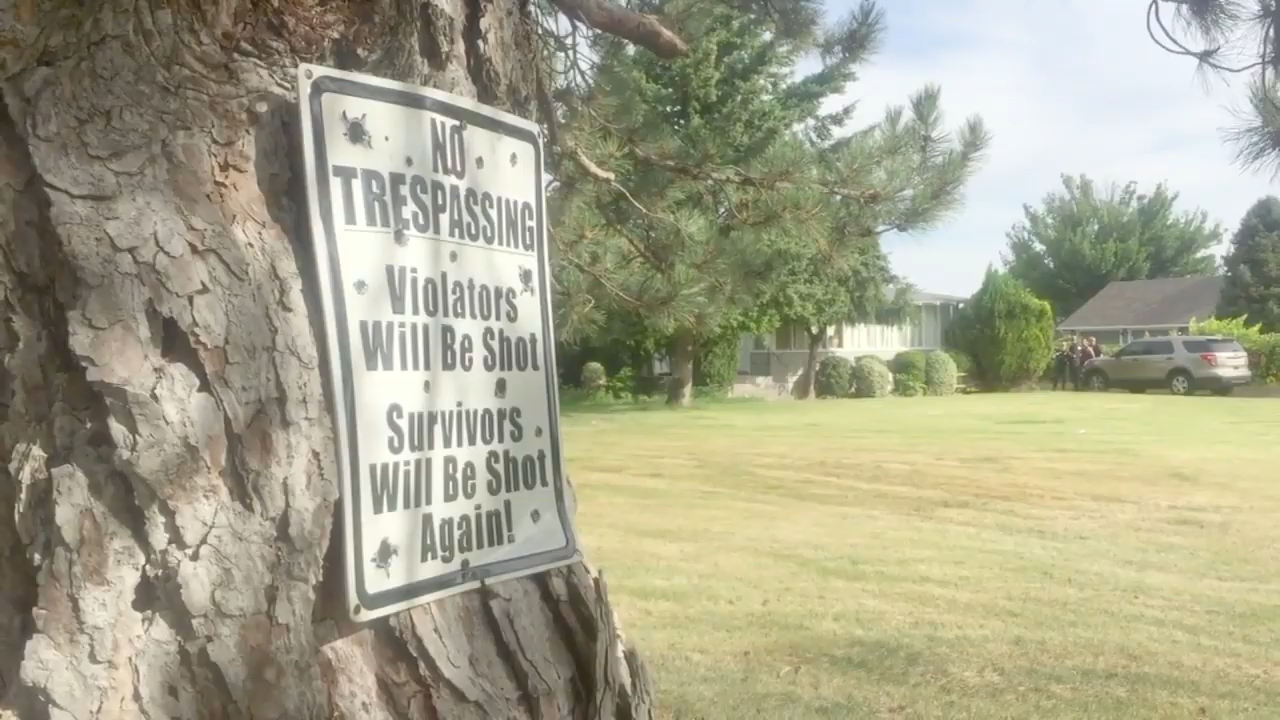 NO
TRESPASSING
Violators
Will Be Shot
Survivors
Will Be Shot
Again!